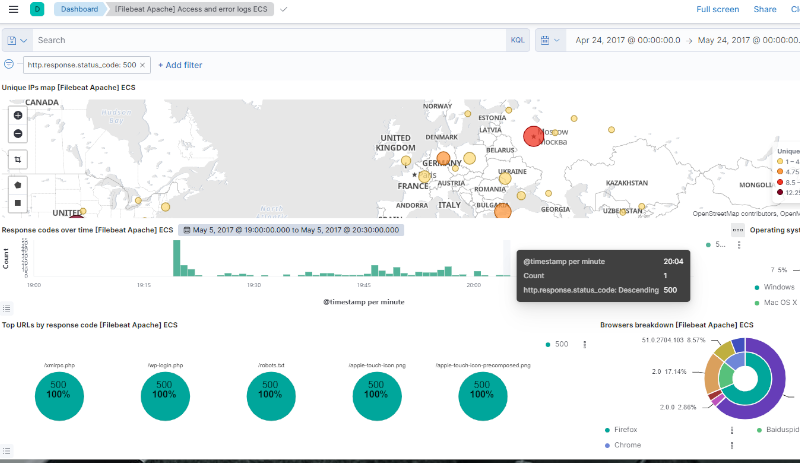 D Dashboard [Filebeat Apache] Access and error logs ECS Full screen Share Clo
Search KQL Apr 24, 2017 @ 00:00:00.0 → May 24, 2017 @ 00:00:00.
http.response.status_code: 500 × + Add filter
Unique IPs map [Filebeat Apache] ECS
CANADA
Hudson Bay
NORWAY
ESTONIA
LATVIA
Moscow
Москва
UNITED KINGDOM
DENMARK
BELARUS
GERMANY
Paris
UKRAINE
FRANCE
AUSTRIA
ROMANIA
KAZAKHSTAN
MONGOLI
ANDORRA
ITALY
BULGARIA
GEORGIA
UZBEKISTAN
UNITED
Unique
1 – 4
4.75
8.5 –
12.25
OpenStreetMap contributors, OpenM
Response codes over time [Filebeat Apache] ECS May 5, 2017 @ 19:00:00.000 to May 5, 2017 @ 20:30:00.000
Operating syst
Count
19:00 19:15 19:45 20:00
@timestamp per minute
5...
@timestamp per minute 20:04
Count 1
http.response.status_code: Descending 500
7 5%
Windows
Mac OS X
Top URLs by response code [Filebeat Apache] ECS
500
/xmlrpc.php /wp-login.php /robots.txt /apple-touch-icon.png /apple-touch-icon-precomposed.png
500 500 500 500 500
100% 100% 100% 100% 100%
Browsers breakdown [Filebeat Apache] ECS
51.0.2704.103 8.57%
2.0 17.14%
2.0.0 2.86%
Firefox
Baiduspid
Chrome